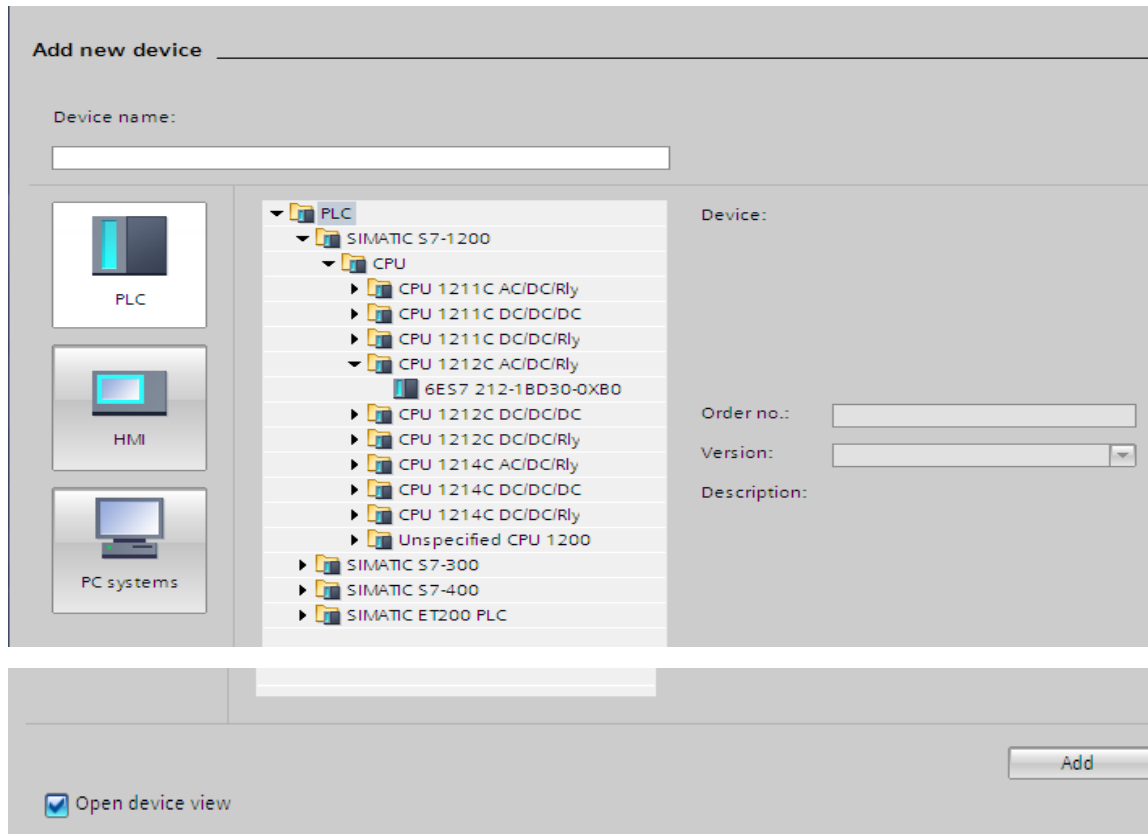 Add new device
Device name:
PLC
HMI
PC systems
PLC
SIMATIC S7-1200
CPU
CPU 1211C AC/DC/Rly
CPU 1211C DC/DC/DC
CPU 1211C DC/DC/Rly
CPU 1212C AC/DC/Rly
6ES7 212-1BD30-0XB0
CPU 1212C DC/DC/DC
CPU 1212C DC/DC/Rly
CPU 1214C AC/DC/Rly
CPU 1214C DC/DC/DC
CPU 1214C DC/DC/Rly
Unspecified CPU 1200
SIMATIC S7-300
SIMATIC S7-400
SIMATIC ET200 PLC
Device:
Order no.:
Version:
Description:
Add
Open device view